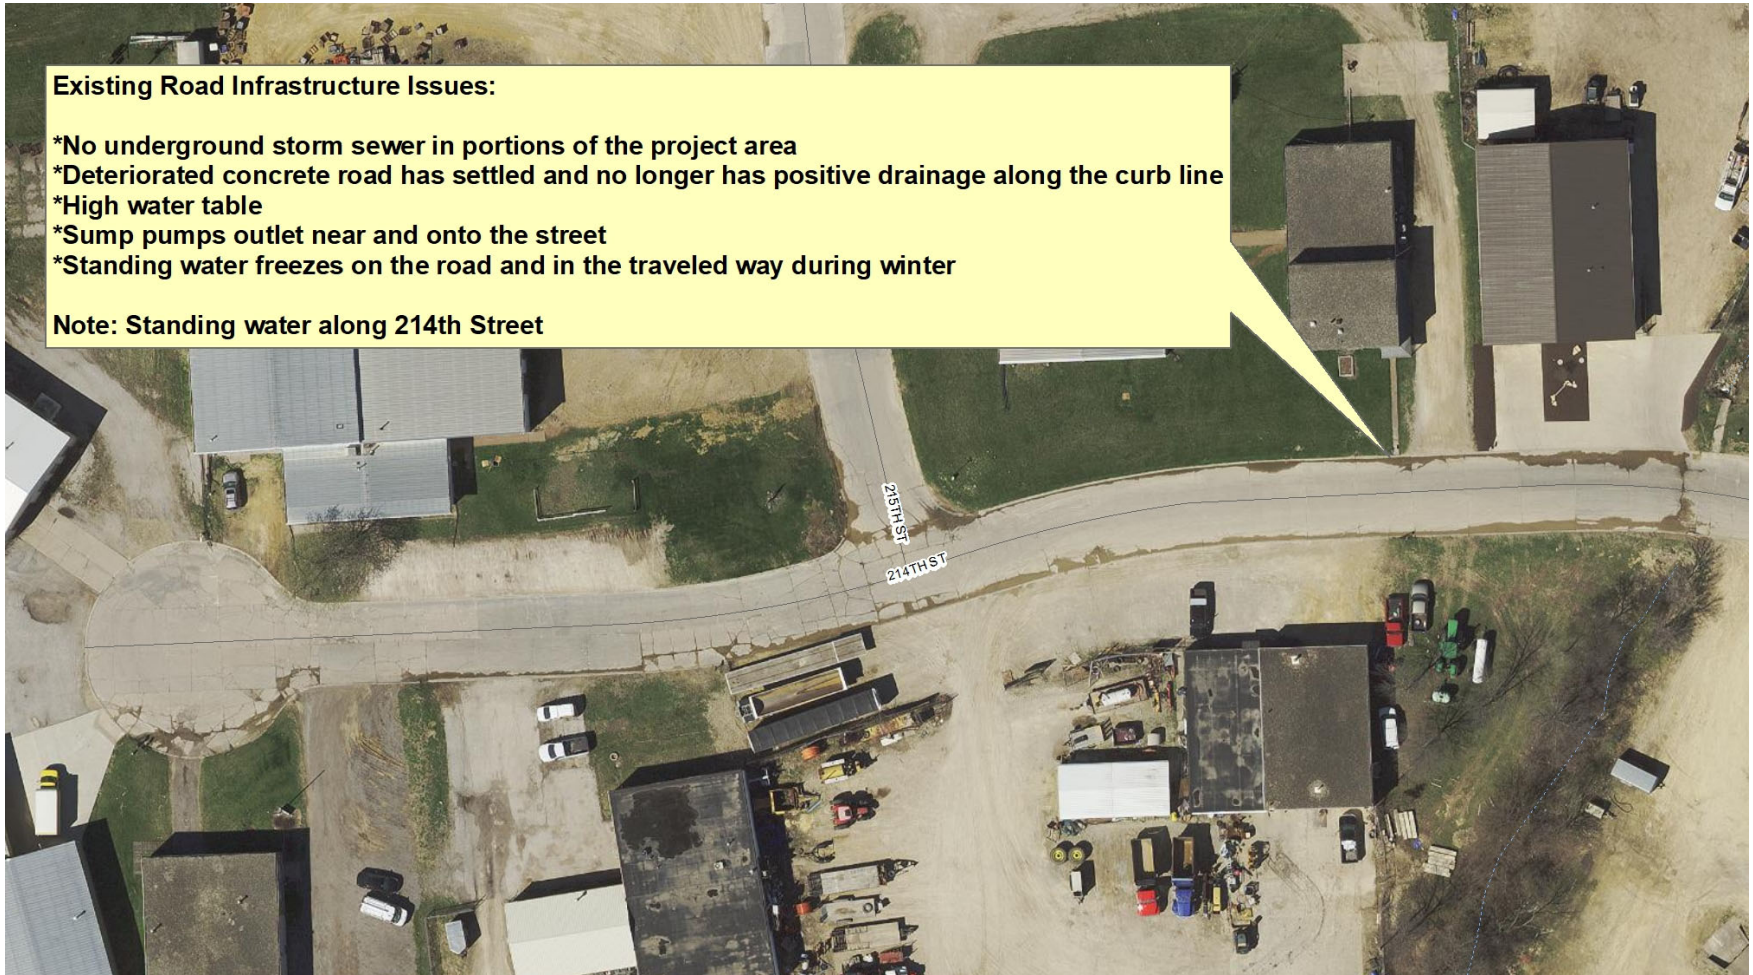 Existing Road Infrastructure Issues:
*No underground storm sewer in portions of the project area
*Deteriorated concrete road has settled and no longer has positive drainage along the curb line
*High water table
*Sump pumps outlet near and onto the street
*Standing water freezes on the road and in the traveled way during winter
Note: Standing water along 214th Street
215TH ST
214TH ST